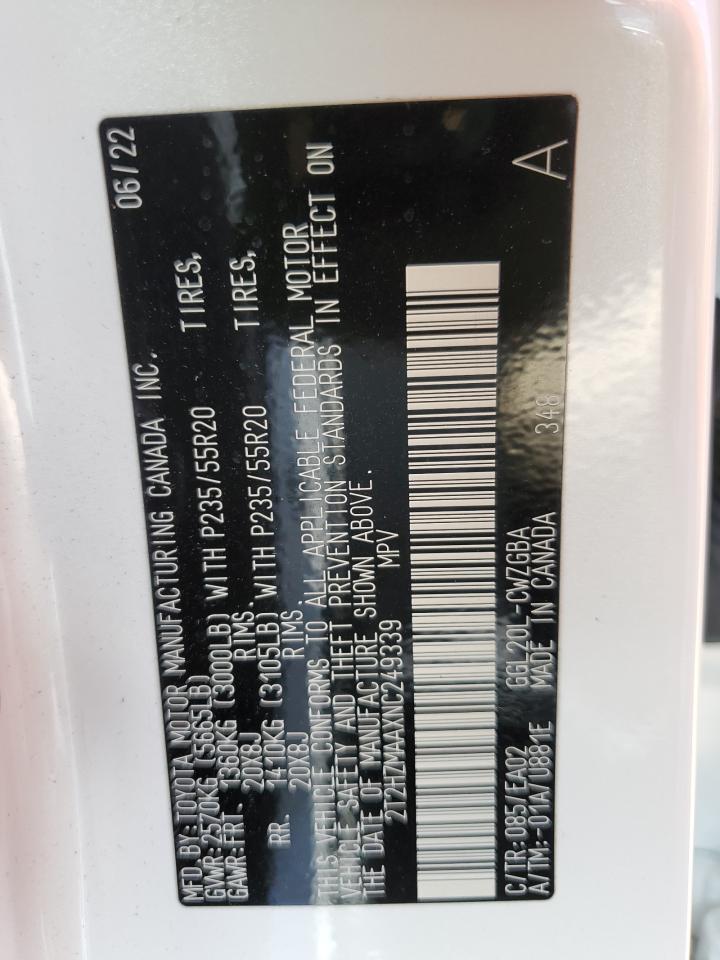 MFD. BY: TOYOTA MOTOR MANUFACTURING CANADA INC. 06/22
GVWR: 2570KG (5665LB)
GAWR: FRT. 1360KG (3000LB) WITH P235/55R20 TIRES,
20X8J RIMS.
RR. 1410KG (3105LB) WITH P235/55R20 TIRES,
20X8J RIMS.
THIS VEHICLE CONFORMS TO ALL APPLICABLE FEDERAL MOTOR
VEHICLE SAFETY AND THEFT PREVENTION STANDARDS IN EFFECT ON
THE DATE OF MANUFACTURE SHOWN ABOVE.
2T2HZMAAXNC249339 MPV
C/TR: 085/EA02 GGL20L-CWZGBA 348 A
A/TM: -01A/U881E MADE IN CANADA